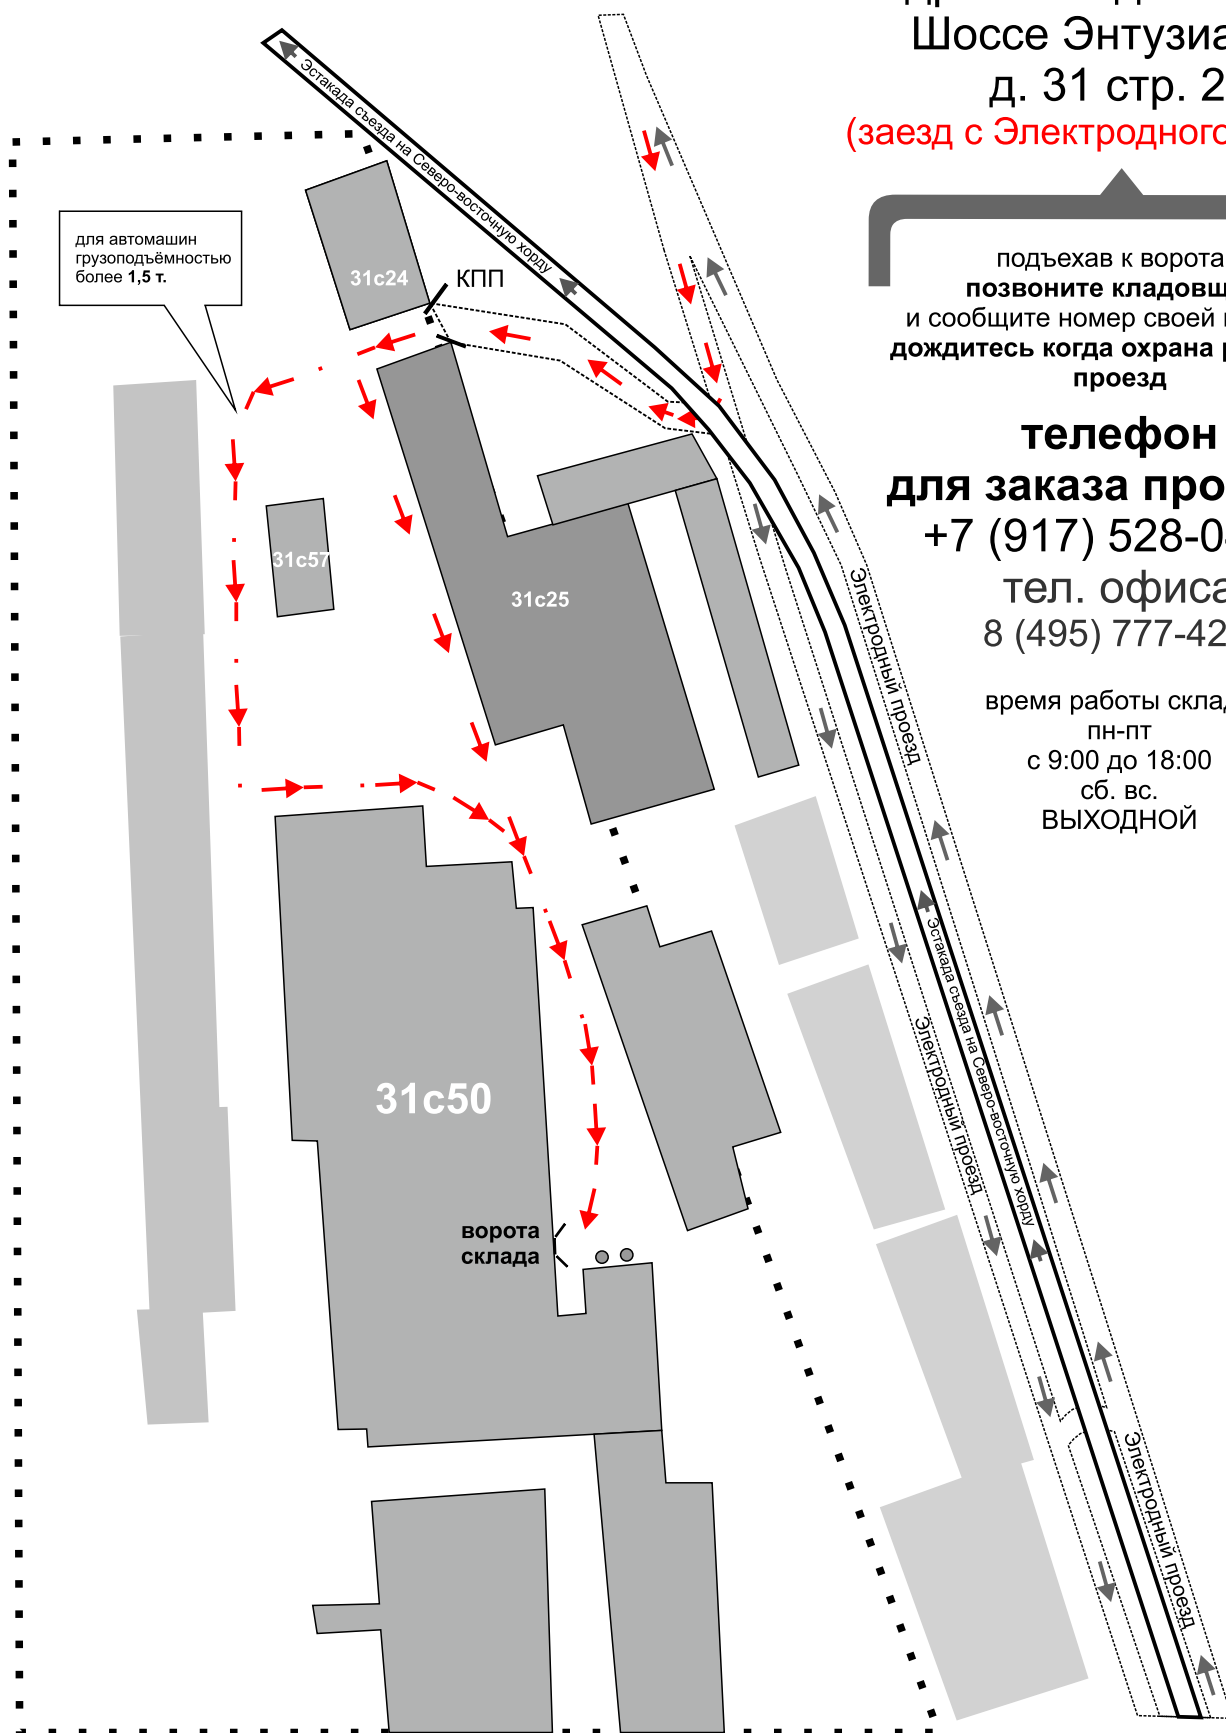 Шоссе Энтузиа
д. 31 стр. 2
(заезд с Электродного
подъехав к ворота
позвоните кладовщ
и сообщите номер своей
дождитесь когда охрана
проезд
телефон
для заказа про
+7 (917) 528-0
тел. офиса
8 (495) 777-42
время работы склад
пн-пт
с 9:00 до 18:00
сб. вс.
ВЫХОДНОЙ
Эстакада съезда на Северо-восточную хорду
для автомашин
грузоподъёмностью
более 1,5 т.
31с24
КПП
31с57
31с25
Электродный проезд
31с50
Эстакада съезда на Северо-восточную хорду
Электродный проезд
ворота
склада
Электродный проезд